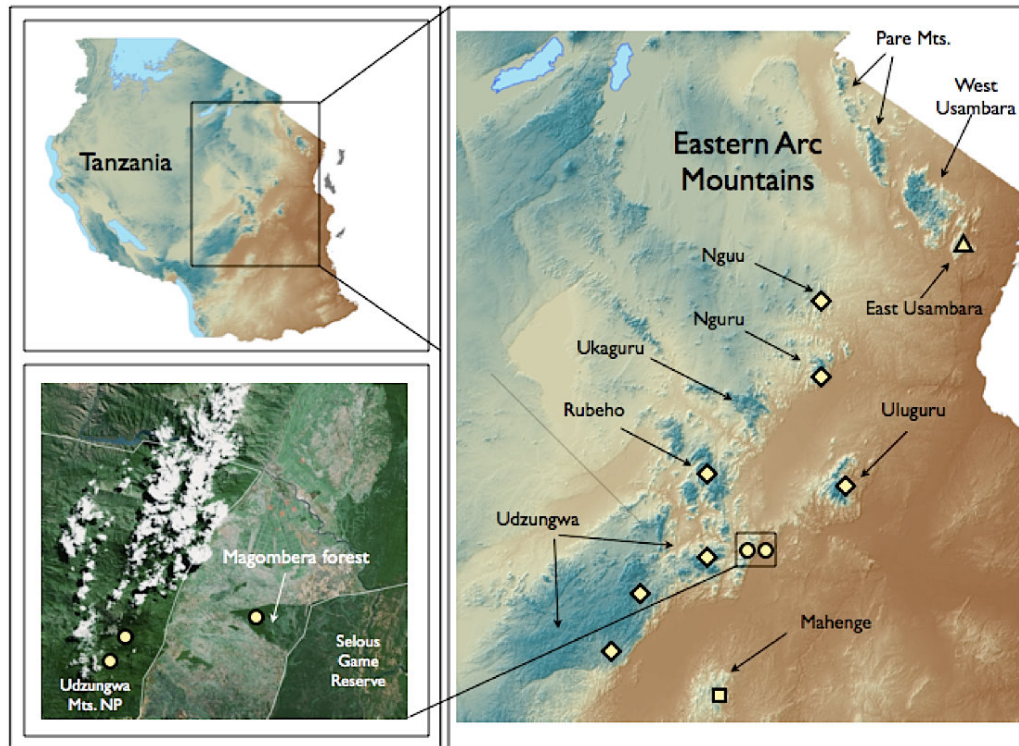 Tanzania
Magombera forest
Selous
Game
Reserve
Udzungwa
Mts. NP
Pare Mts.
West
Usambara
Eastern Arc
Mountains
Nguu
East Usambara
Nguru
Ukaguru
Rubeho
Uluguru
Udzungwa
Mahenge